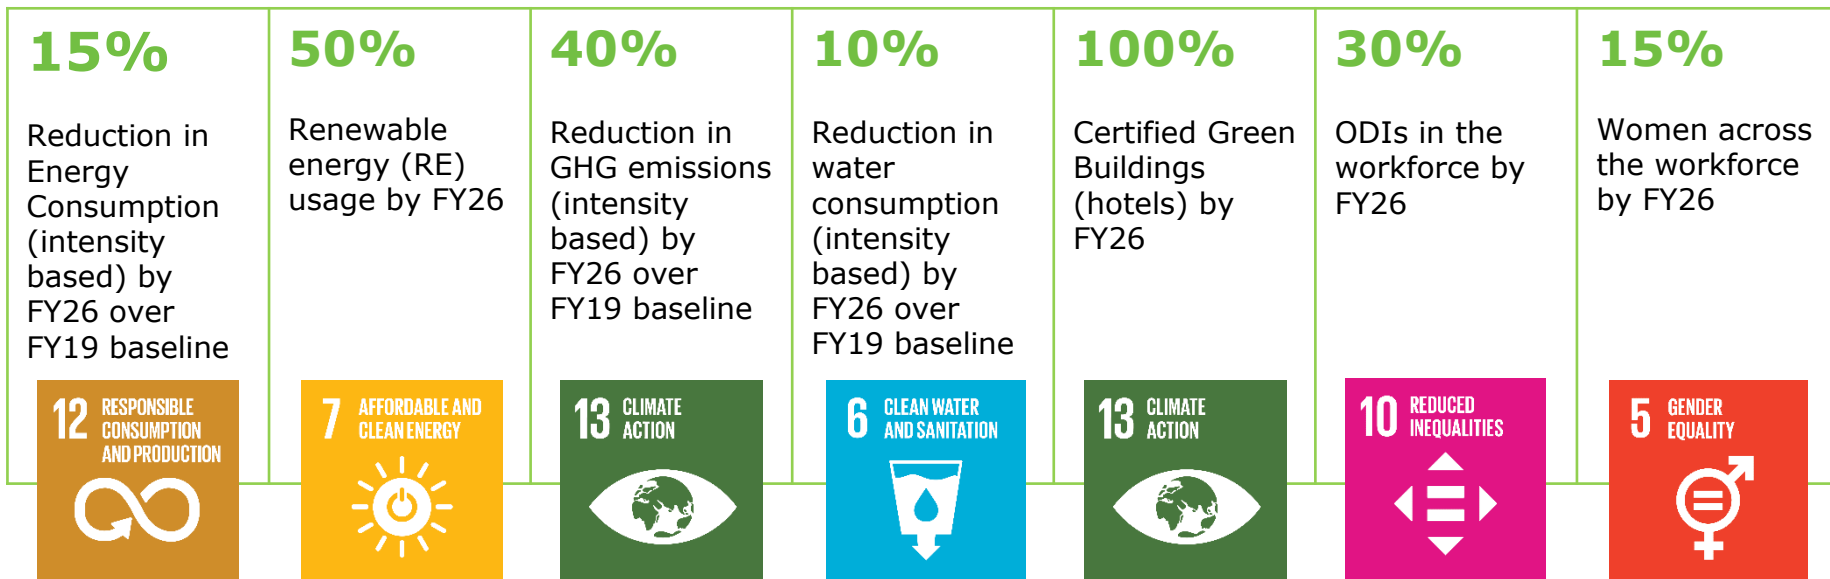 15%
Reduction in
Energy
Consumption
(intensity
based) by
FY26 over
FY19 baseline
12 RESPONSIBLE
CONSUMPTION
AND PRODUCTION
50%
Renewable
energy (RE)
usage by FY26
7 AFFORDABLE AND
CLEAN ENERGY
40%
Reduction in
GHG emissions
(intensity
based) by
FY26 over
FY19 baseline
13 CLIMATE
ACTION
10%
Reduction in
water
consumption
(intensity
based) by
FY26 over
FY19 baseline
6 CLEAN WATER
AND SANITATION
100%
Certified Green
Buildings
(hotels) by
FY26
13 CLIMATE
ACTION
30%
ODIs in the
workforce by
FY26
10 REDUCED
INEQUALITIES
15%
Women across
the workforce
by FY26
5 GENDER
EQUALITY